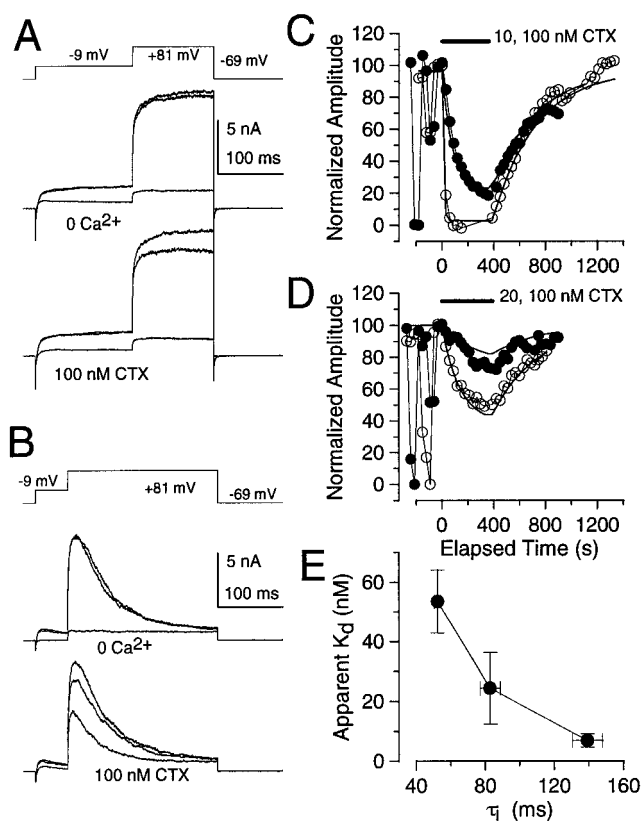 A
-9 mV
+81 mV
-69 mV
5 nA
100 ms
0 Ca2+
100 nM CTX
B
-9 mV
+81 mV
-69 mV
5 nA
100 ms
0 Ca2+
100 nM CTX
C
10, 100 nM CTX
Normalized Amplitude
120
100
80
60
40
20
0
0 400 800 1200
D
20, 100 nM CTX
Normalized Amplitude
120
100
80
60
40
20
0
0 400 800 1200
Elapsed Time (s)
E
Apparent Kd (nM)
60
40
20
0
40 80 120 160
τi (ms)